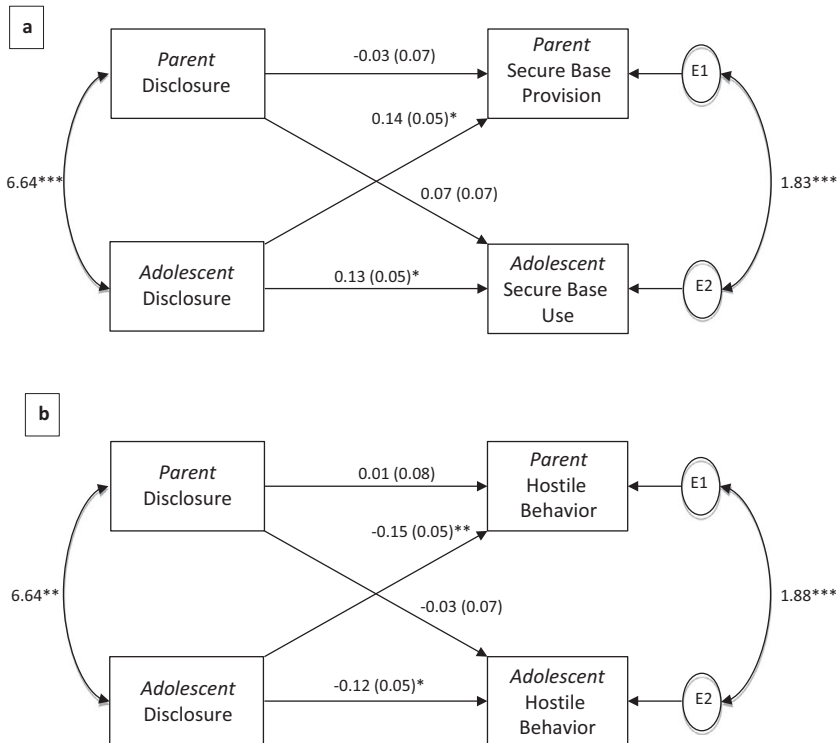 a
Parent
Disclosure
-0.03 (0.07)
Parent
Secure Base
Provision
E1
0.14 (0.05)*
6.64***
0.07 (0.07)
1.83***
Adolescent
Disclosure
0.13 (0.05)*
Adolescent
Secure Base
Use
E2
b
Parent
Disclosure
0.01 (0.08)
Parent
Hostile
Behavior
E1
-0.15 (0.05)**
6.64**
-0.03 (0.07)
1.88***
Adolescent
Disclosure
-0.12 (0.05)*
Adolescent
Hostile
Behavior
E2